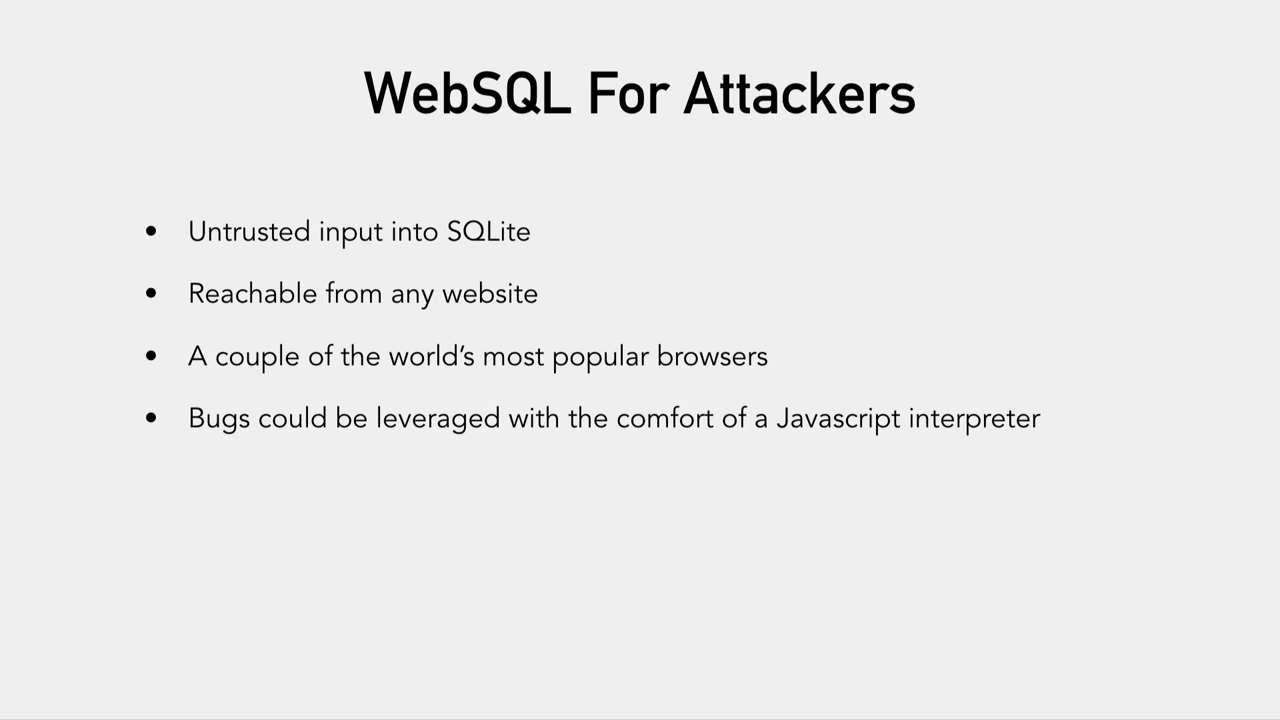 WebSQL For Attackers
• Untrusted input into SQLite
• Reachable from any website
• A couple of the world’s most popular browsers
• Bugs could be leveraged with the comfort of a Javascript interpreter